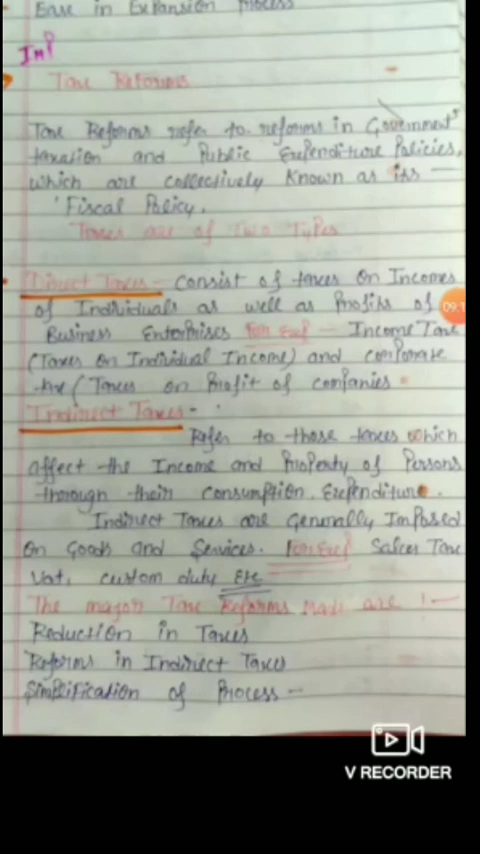 Ease in Expansion Process
Imp
Tax Reforms
Tax Reforms refer to reforms in Government's
taxation and Public Expenditure Policies,
which are collectively known as its —
'Fiscal Policy.
Taxes are of Two Types
Direct Taxes - consist of taxes on Incomes
of Individuals as well as Profits of
Business Enterprises For Exp — Income Tax
(Taxes on Individual Income) and corporate
tax (Taxes on Profit of companies
Indirect Taxes -
Refer to those taxes which
affect the Income and Property of Persons
through their consumption Expenditure.
Indirect Taxes are Generally Imposed
on Goods and Services. For Exp Sales Tax
Vat, custom duty Etc
The major Tax Reforms Made are :-
Reduction in Taxes
Reforms in Indirect Taxes
Simplification of Process -
V RECORDER